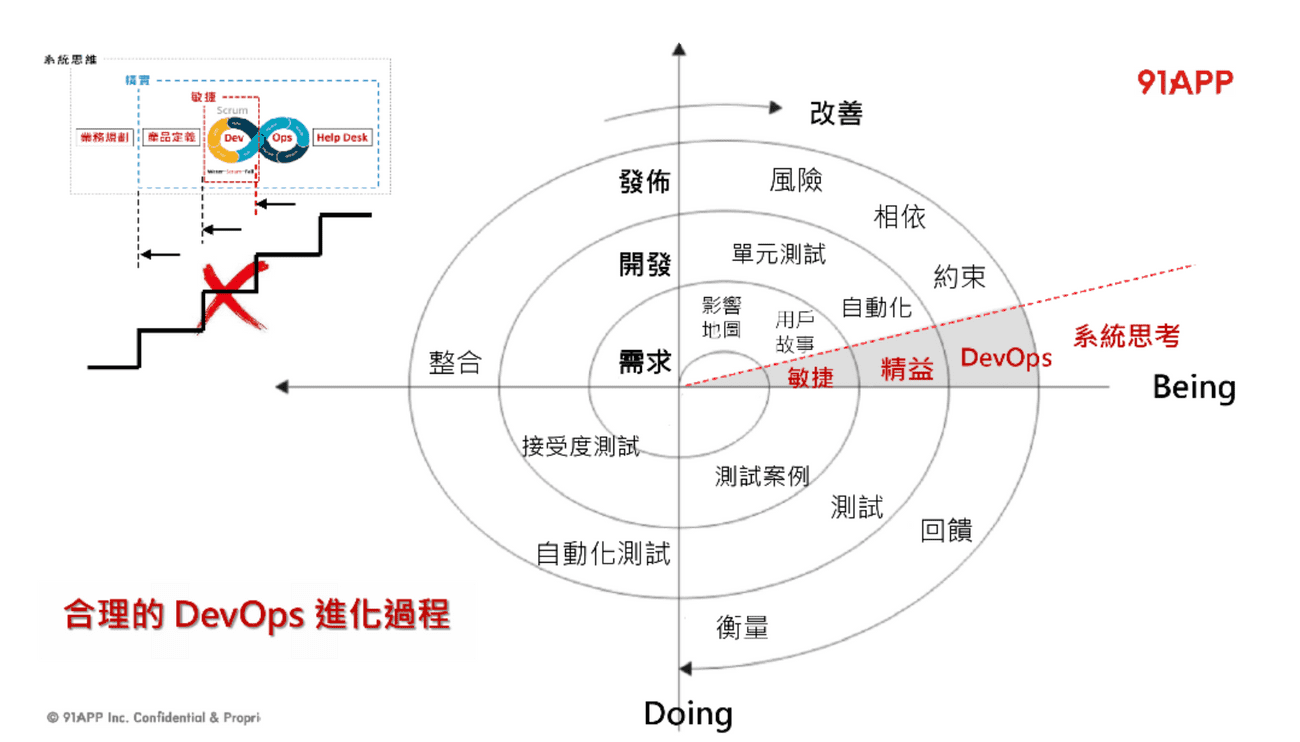 系統思維
精實
敏捷
Scrum
業務規劃
產品定義
Dev
Ops
Help Desk
Water-Scrum-Fall
91APP
改善
發佈
風險
相依
開發
單元測試
約束
影響
地圖
自動化
用戶
故事
系統思考
整合
需求
敏捷
精益
DevOps
Being
接受度測試
測試案例
測試
回饋
自動化測試
合理的 DevOps 進化過程
衡量
Doing
© 91APP Inc. Confidential & Propri